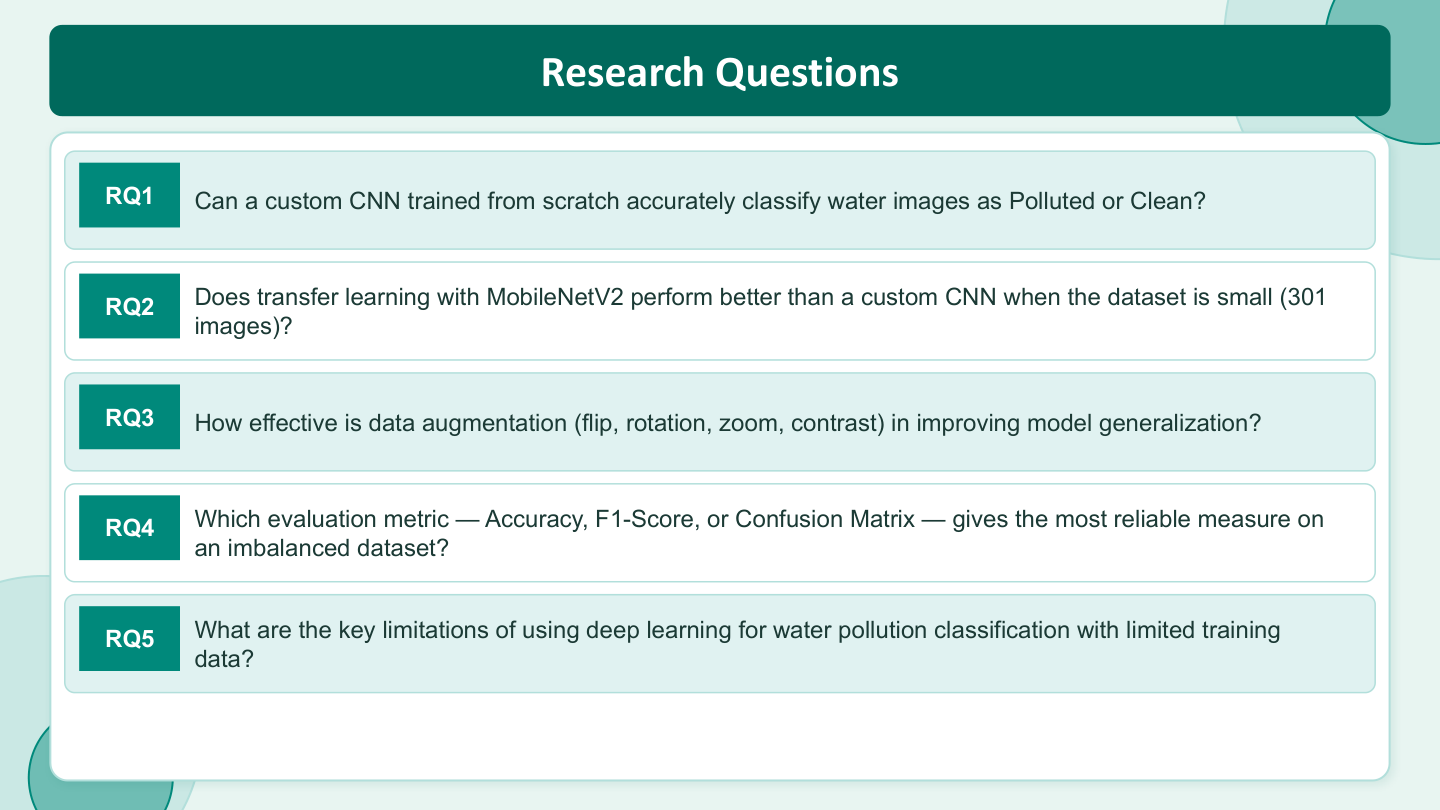 Research Questions
RQ1
Can a custom CNN trained from scratch accurately classify water images as Polluted or Clean?
RQ2
Does transfer learning with MobileNetV2 perform better than a custom CNN when the dataset is small (301
images)?
RQ3
How effective is data augmentation (flip, rotation, zoom, contrast) in improving model generalization?
RQ4
Which evaluation metric — Accuracy, F1-Score, or Confusion Matrix — gives the most reliable measure on
an imbalanced dataset?
RQ5
What are the key limitations of using deep learning for water pollution classification with limited training
data?